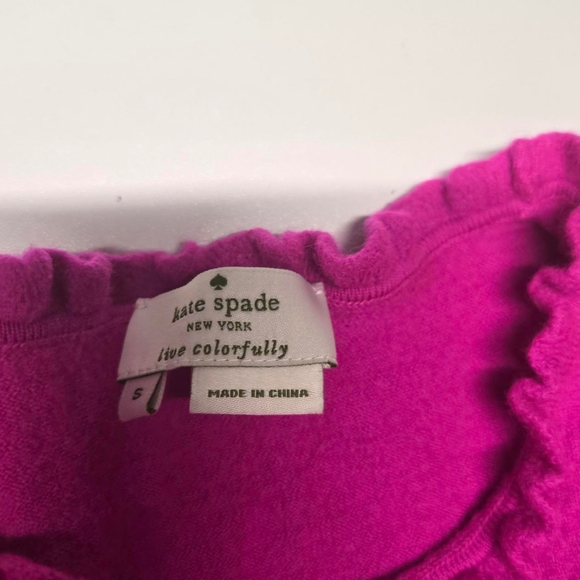 kate spade
NEW YORK
live colorfully
S
MADE IN CHINA